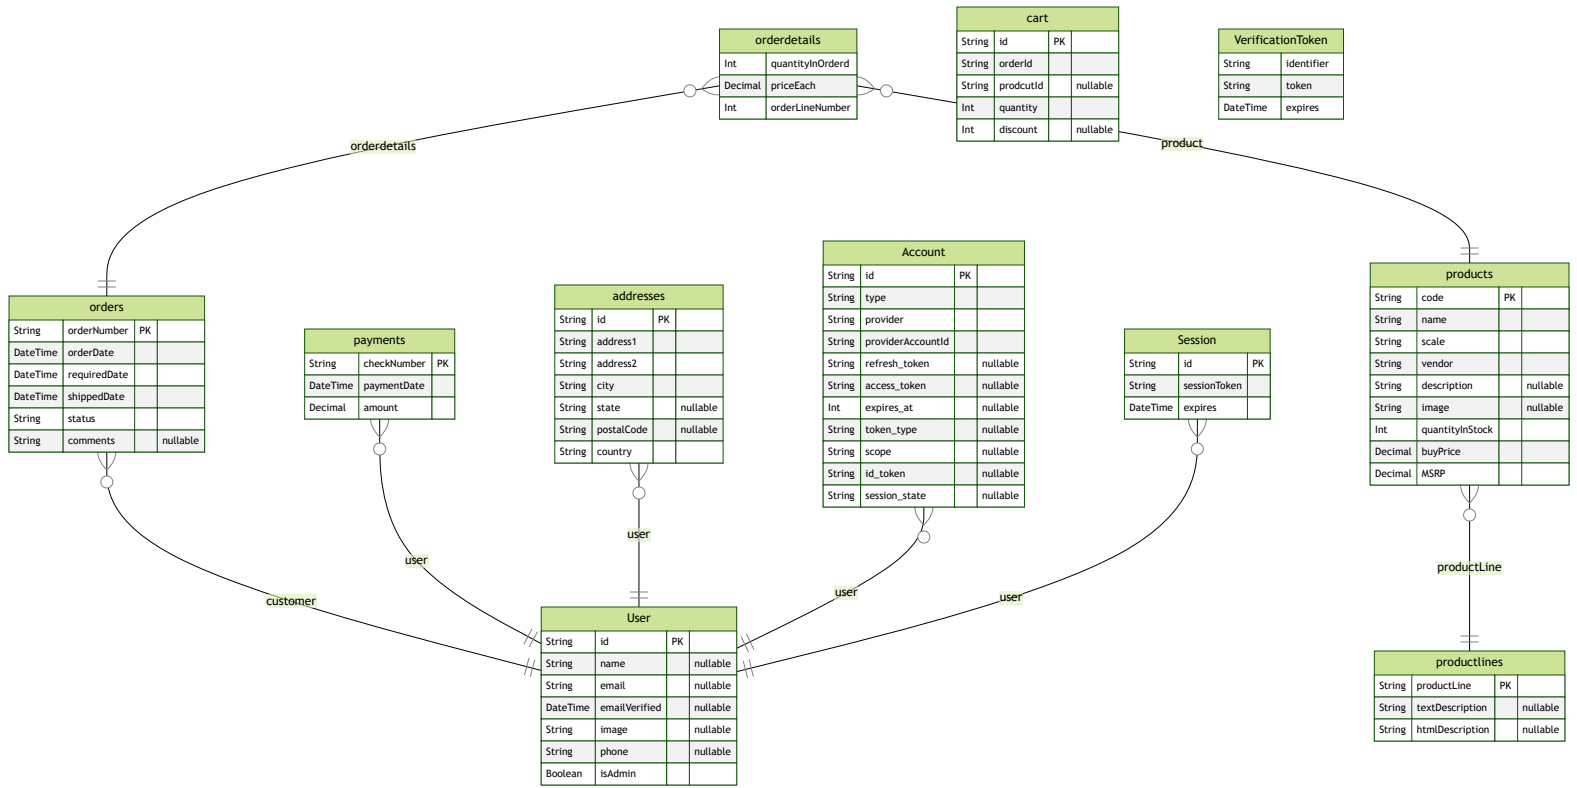 orderdetails
Int quantityInOrderd
Decimal priceEach
Int orderLineNumber
cart
String id PK
String orderId
String prodcutId nullable
Int quantity
Int discount nullable
VerificationToken
String identifier
String token
DateTime expires
orderdetails
product
orders
String orderNumber PK
DateTime orderDate
DateTime requiredDate
DateTime shippedDate
String status
String comments nullable
payments
String checkNumber PK
DateTime paymentDate
Decimal amount
addresses
String id PK
String address1
String address2
String city
String state nullable
String postalCode nullable
String country
Account
String id PK
String type
String provider
String providerAccountId
String refresh_token nullable
String access_token nullable
Int expires_at nullable
String token_type nullable
String scope nullable
String id_token nullable
String session_state nullable
Session
String id PK
String sessionToken
DateTime expires
products
String code PK
String name
String scale
String vendor
String description nullable
String image nullable
Int quantityInStock
Decimal buyPrice
Decimal MSRP
customer
user
user
user
user
productLine
User
String id PK
String name nullable
String email nullable
DateTime emailVerified nullable
String image nullable
String phone nullable
Boolean isAdmin
productlines
String productLine PK
String textDescription nullable
String htmlDescription nullable